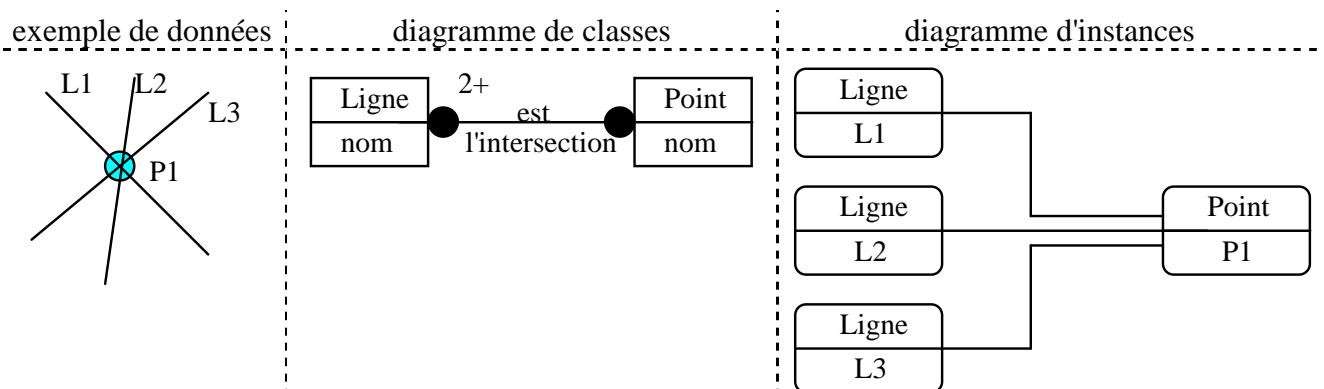 exemple de données
diagramme de classes
diagramme d'instances
L1
L2
L3
P1
Ligne
nom
2+
est
l'intersection
Point
nom
Ligne
L1
Ligne
L2
Ligne
L3
Point
P1